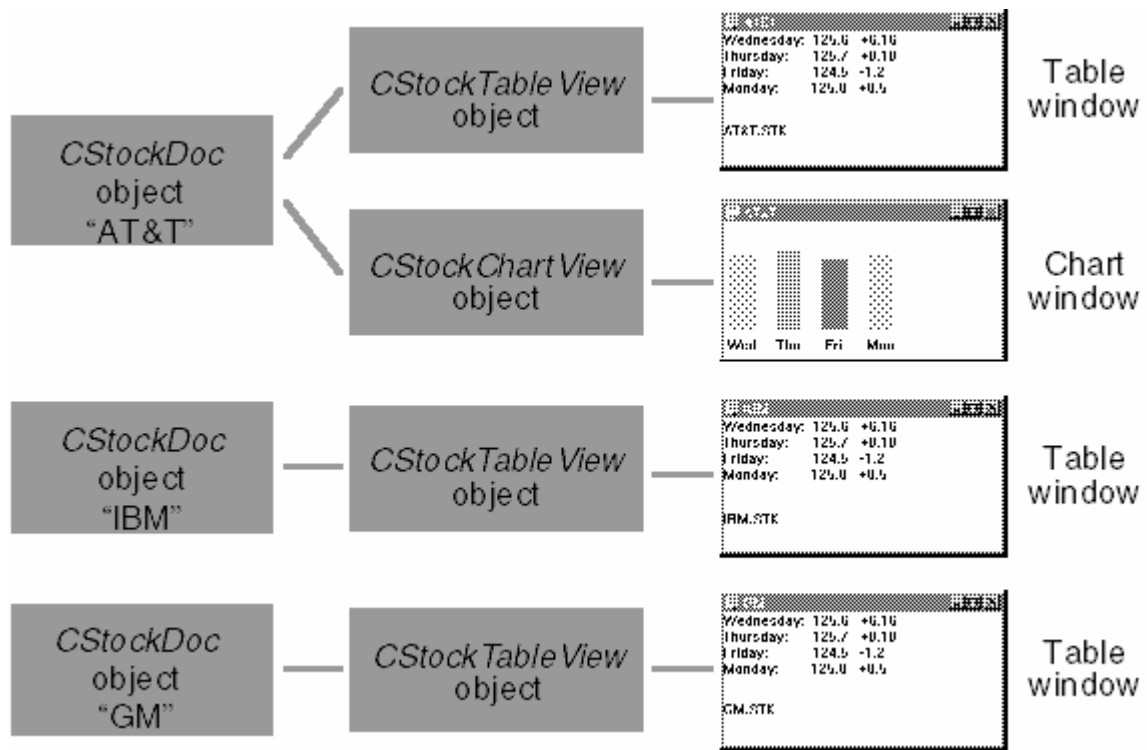 CStockDoc
object
“AT&T”
CStockTableView
object
Wednesday: 125.6 +6.16
Thursday: 125.7 +0.10
Friday: 124.5 -1.2
Monday: 125.0 +0.5
AT&T.STK
Table
window
CStockChartView
object
Wed Thu Fri Mon
Chart
window
CStockDoc
object
“IBM”
CStockTableView
object
Wednesday: 125.6 +6.16
Thursday: 125.7 +0.10
Friday: 124.5 -1.2
Monday: 125.0 +0.5
IBM.STK
Table
window
CStockDoc
object
“GM”
CStockTableView
object
Wednesday: 125.6 +6.16
Thursday: 125.7 +0.10
Friday: 124.5 -1.2
Monday: 125.0 +0.5
GM.STK
Table
window